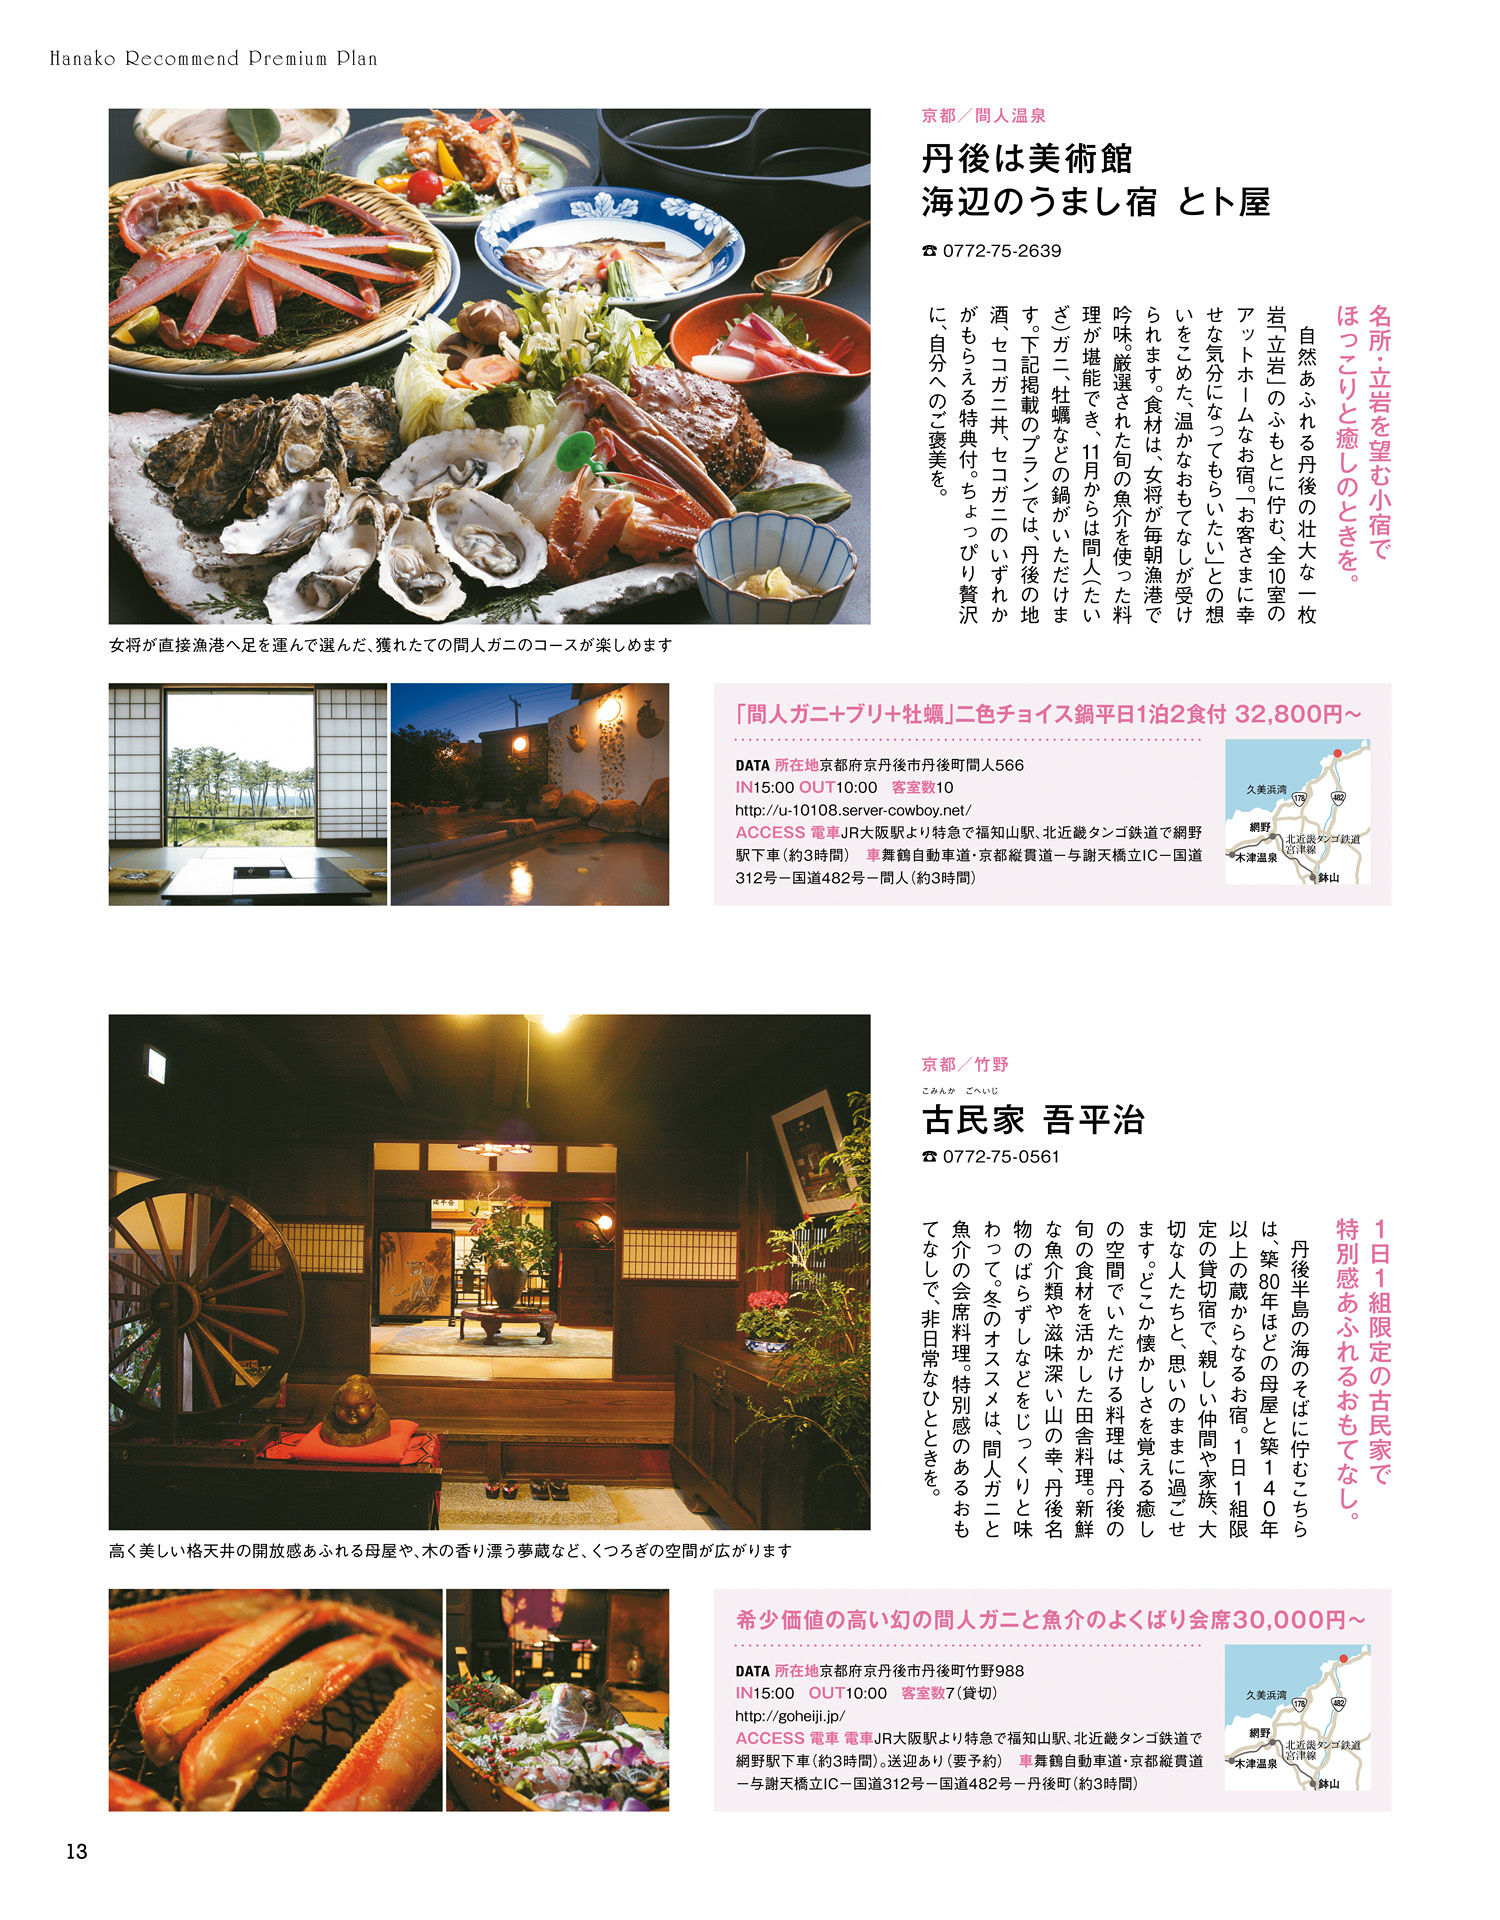 Hanako Recommend Premium Plan
京都／間人温泉
丹後は美術館
海辺のうまし宿 とト屋
☎ 0772-75-2639
名所・立岩を望む小宿で
ほっこりと癒しのときを。
自然あふれる丹後の壮大な一枚
岩「立岩」のふもとに佇む、全10室の
アットホームなお宿。「お客さまに幸
せな気分になってもらいたい」との想
いをこめた、温かなおもてなしが受け
られます。食材は、女将が毎朝漁港で
吟味。厳選された旬の魚介を使った料
理が堪能でき、11月からは間人（たい
ざ）ガニ、牡蠣などの鍋がいただけま
す。下記掲載のプランでは、丹後の地
酒、セコガニ丼、セコガニのいずれか
がもらえる特典付。ちょっぴり贅沢
に、自分へのご褒美を。
女将が直接漁港へ足を運んで選んだ、獲れたての間人ガニのコースが楽しめます
「間人ガニ＋ブリ＋牡蠣」二色チョイス鍋平日1泊2食付 32,800円〜
DATA 所在地京都府京丹後市丹後町間人566
IN15:00 OUT10:00 客室数10
http://u-10108.server-cowboy.net/
ACCESS 電車JR大阪駅より特急で福知山駅、北近畿タンゴ鉄道で網野
駅下車（約3時間） 車舞鶴自動車道・京都縦貫道－与謝天橋立IC－国道
312号－国道482号－間人（約3時間）
久美浜湾
178
482
網野
北近畿タンゴ鉄道
宮津線
木津温泉
鉢山
京都／竹野
こみんか ごへいじ
古民家 吾平治
☎ 0772-75-0561
1日1組限定の古民家で
特別感あふれるおもてなし。
丹後半島の海のそばに佇むこちら
は、築80年ほどの母屋と築140年
以上の蔵からなるお宿。1日1組限
定の貸切宿で、親しい仲間や家族、大
切な人たちと、思いのままに過ごせ
ます。どこか懐かしさを覚える癒し
の空間でいただける料理は、丹後の
旬の食材を活かした田舎料理。新鮮
な魚介類や滋味深い山の幸、丹後名
物のばらずしなどをじっくりと味
わって。冬のオススメは、間人ガニと
魚介の会席料理。特別感のあるおも
てなしで、非日常なひとときを。
高く美しい格天井の開放感あふれる母屋や、木の香り漂う夢蔵など、くつろぎの空間が広がります
希少価値の高い幻の間人ガニと魚介のよくばり会席30,000円〜
DATA 所在地京都府京丹後市丹後町竹野988
IN15:00 OUT10:00 客室数7（貸切）
http://goheiji.jp/
ACCESS 電車 電車JR大阪駅より特急で福知山駅、北近畿タンゴ鉄道で
網野駅下車（約3時間）。送迎あり（要予約） 車舞鶴自動車道・京都縦貫道
－与謝天橋立IC－国道312号－国道482号－丹後町（約3時間）
久美浜湾
178
482
網野
北近畿タンゴ鉄道
宮津線
木津温泉
鉢山
13